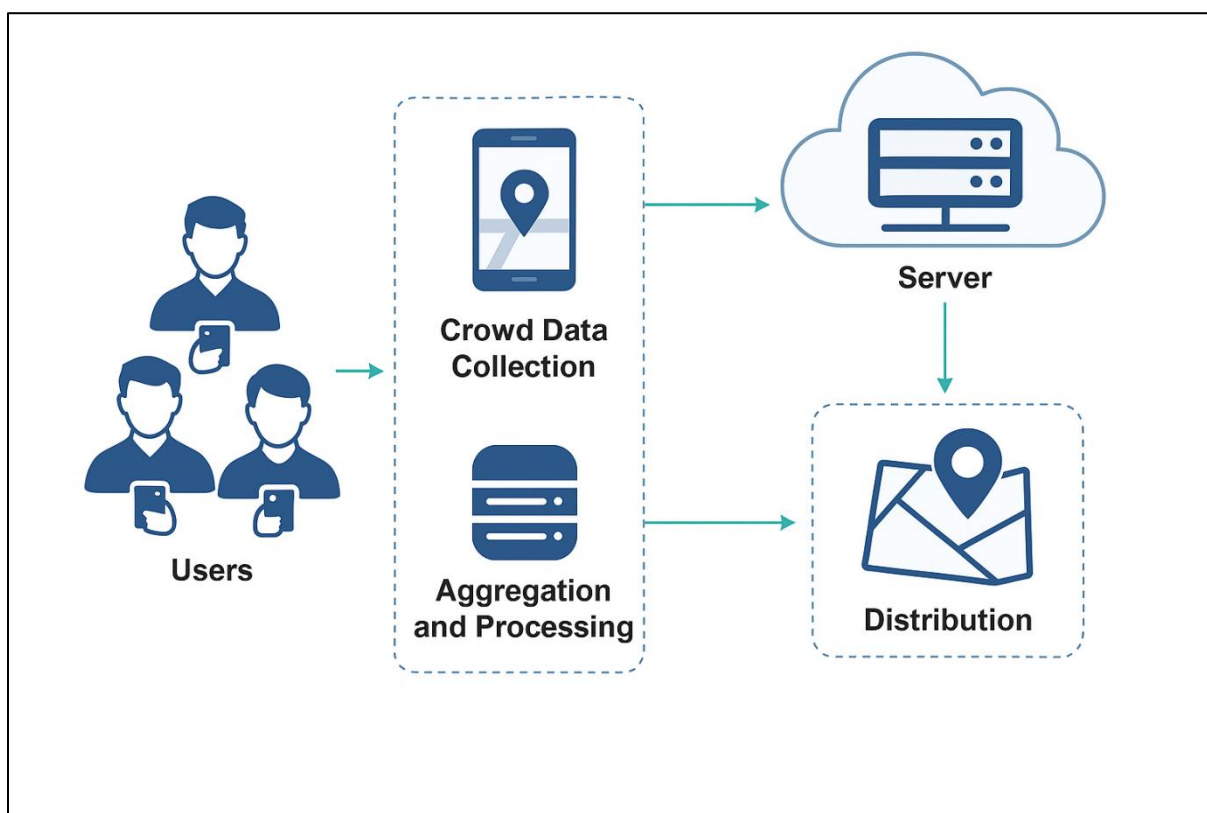 Users
Crowd Data
Collection
Aggregation
and Processing
Server
Distribution